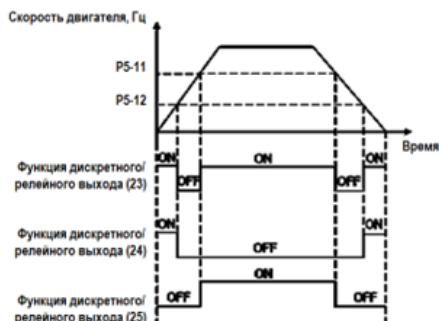 Скорость двигателя, Гц
P5-11
P5-12
Время
ON
ON
ON
Функция дискретного/
релейного выхода (23)
OFF
OFF
ON
ON
Функция дискретного/
релейного выхода (24)
OFF
ON
Функция дискретного/
релейного выхода (25)
OFF
OFF